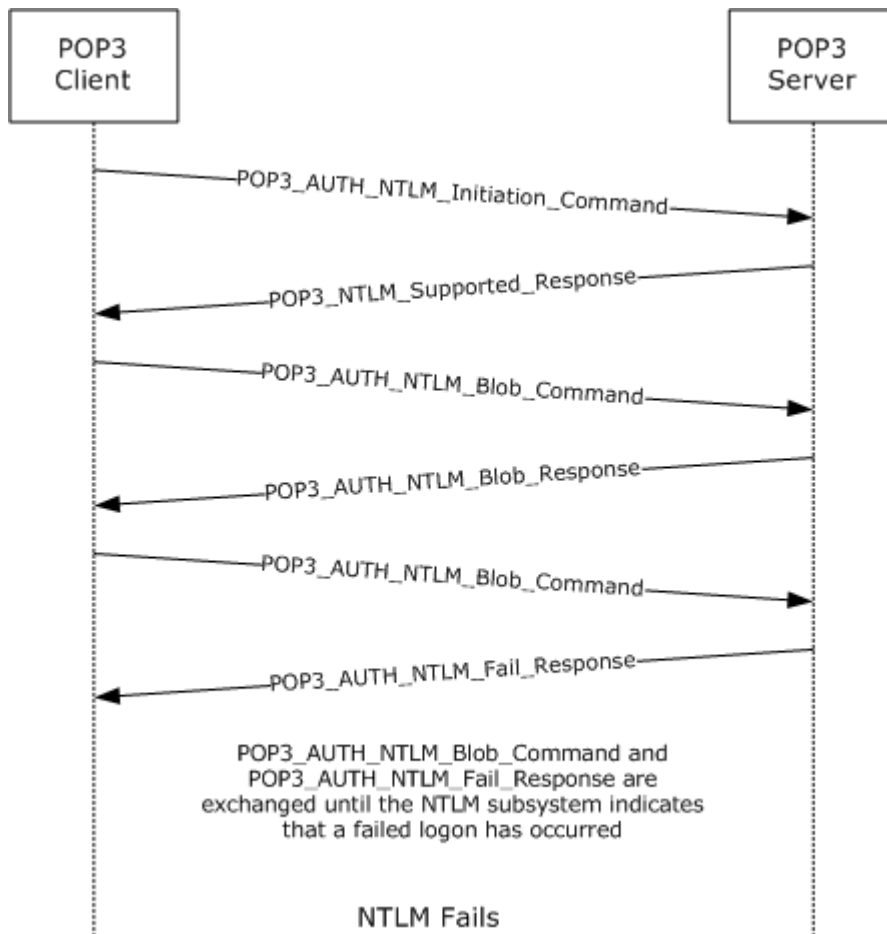 POP3
Client
POP3
Server
POP3_AUTH_NTLM_Initiation_Command
POP3_NTLM_Supported_Response
POP3_AUTH_NTLM_Blob_Command
POP3_AUTH_NTLM_Blob_Response
POP3_AUTH_NTLM_Blob_Command
POP3_AUTH_NTLM_Fail_Response
POP3_AUTH_NTLM_Blob_Command and
POP3_AUTH_NTLM_Fail_Response are
exchanged until the NTLM subsystem indicates
that a failed logon has occurred
NTLM Fails